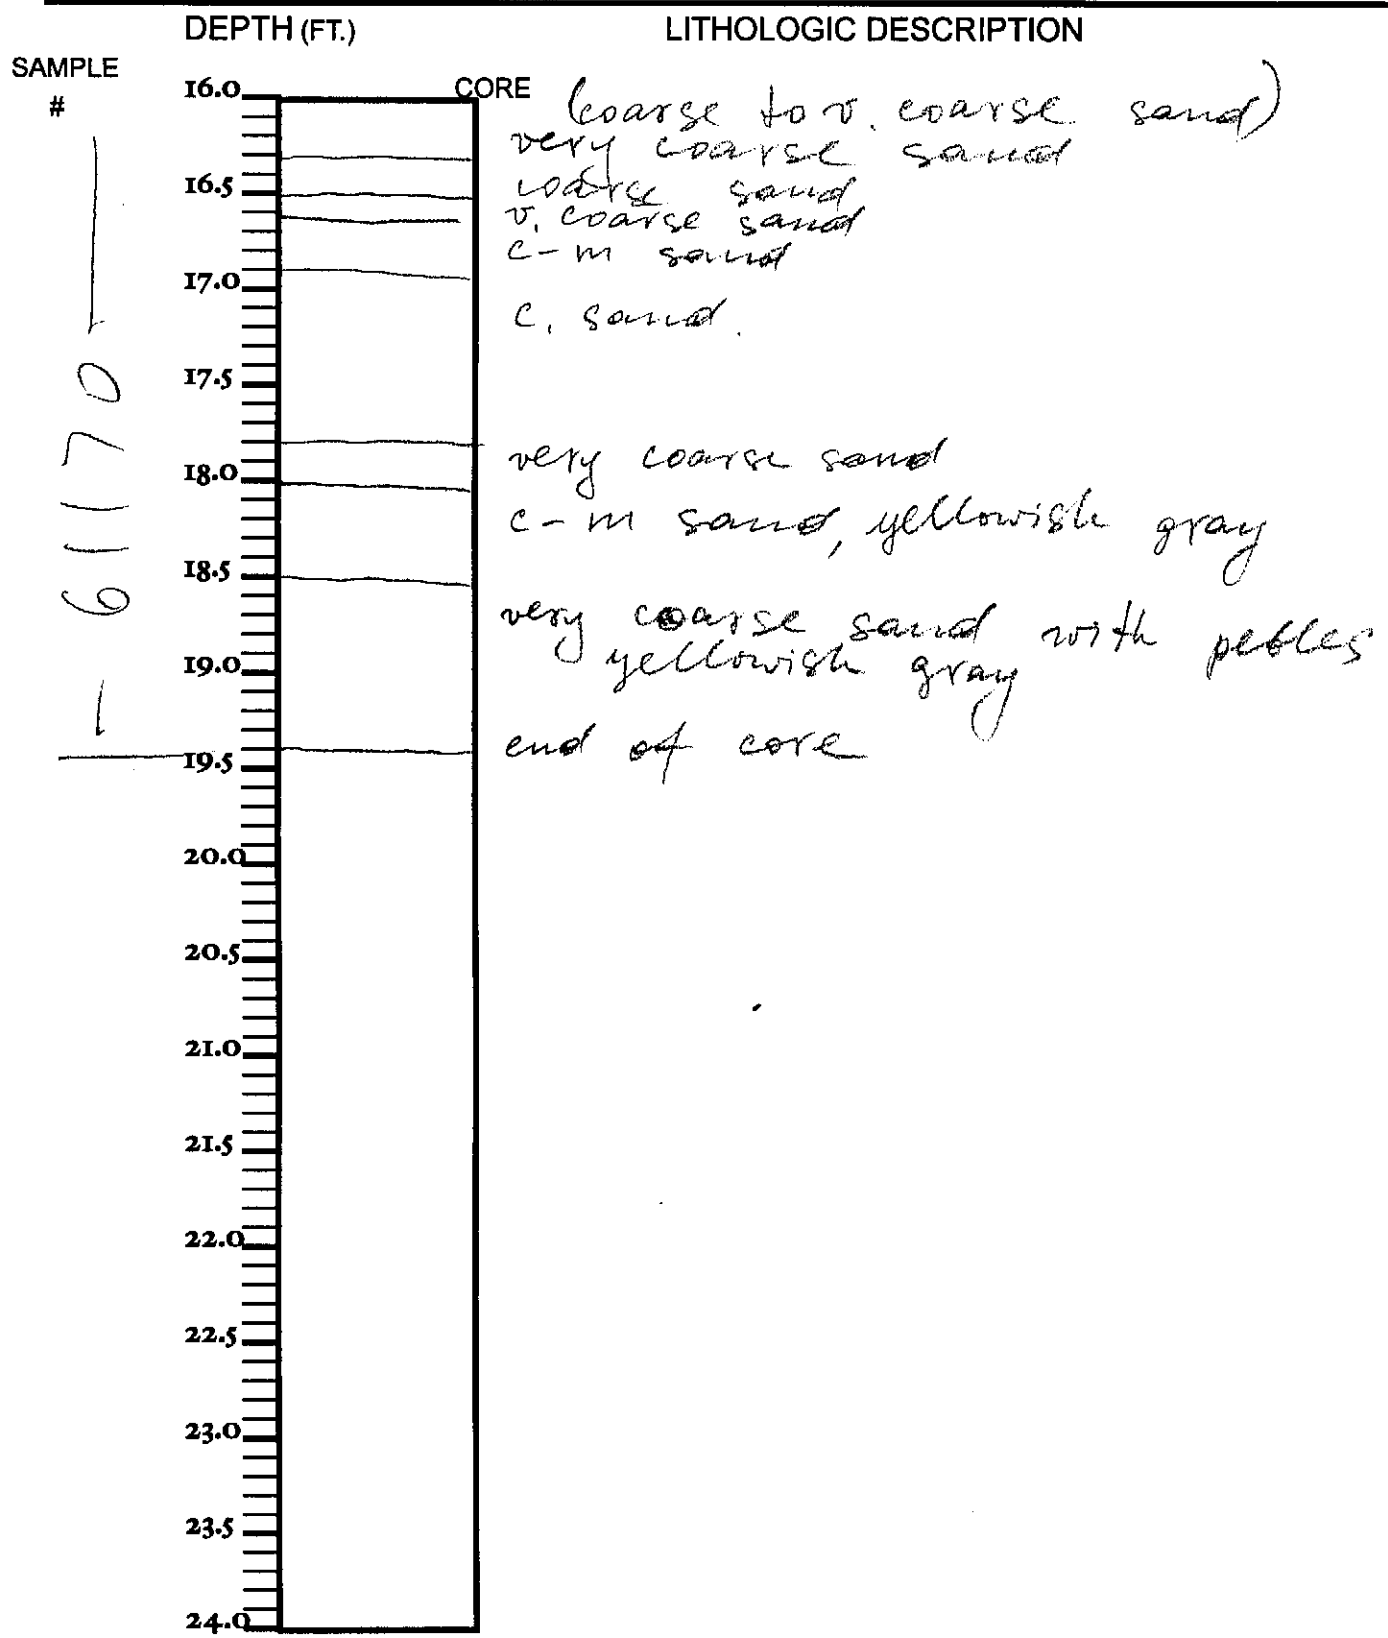 DEPTH (FT.)
LITHOLOGIC DESCRIPTION
SAMPLE
#
CORE
16.0
(coarse to v. coarse sand)
very coarse sand
16.5
coarse sand
v. coarse sand
c-m sand
17.0
c. sand.
17.5
very coarse sand
18.0
c-m sand, yellowish gray
18.5
very coarse sand with pebles
yellowish gray
19.0
end of core
19.5
61170
20.0
20.5
21.0
21.5
22.0
22.5
23.0
23.5
24.0